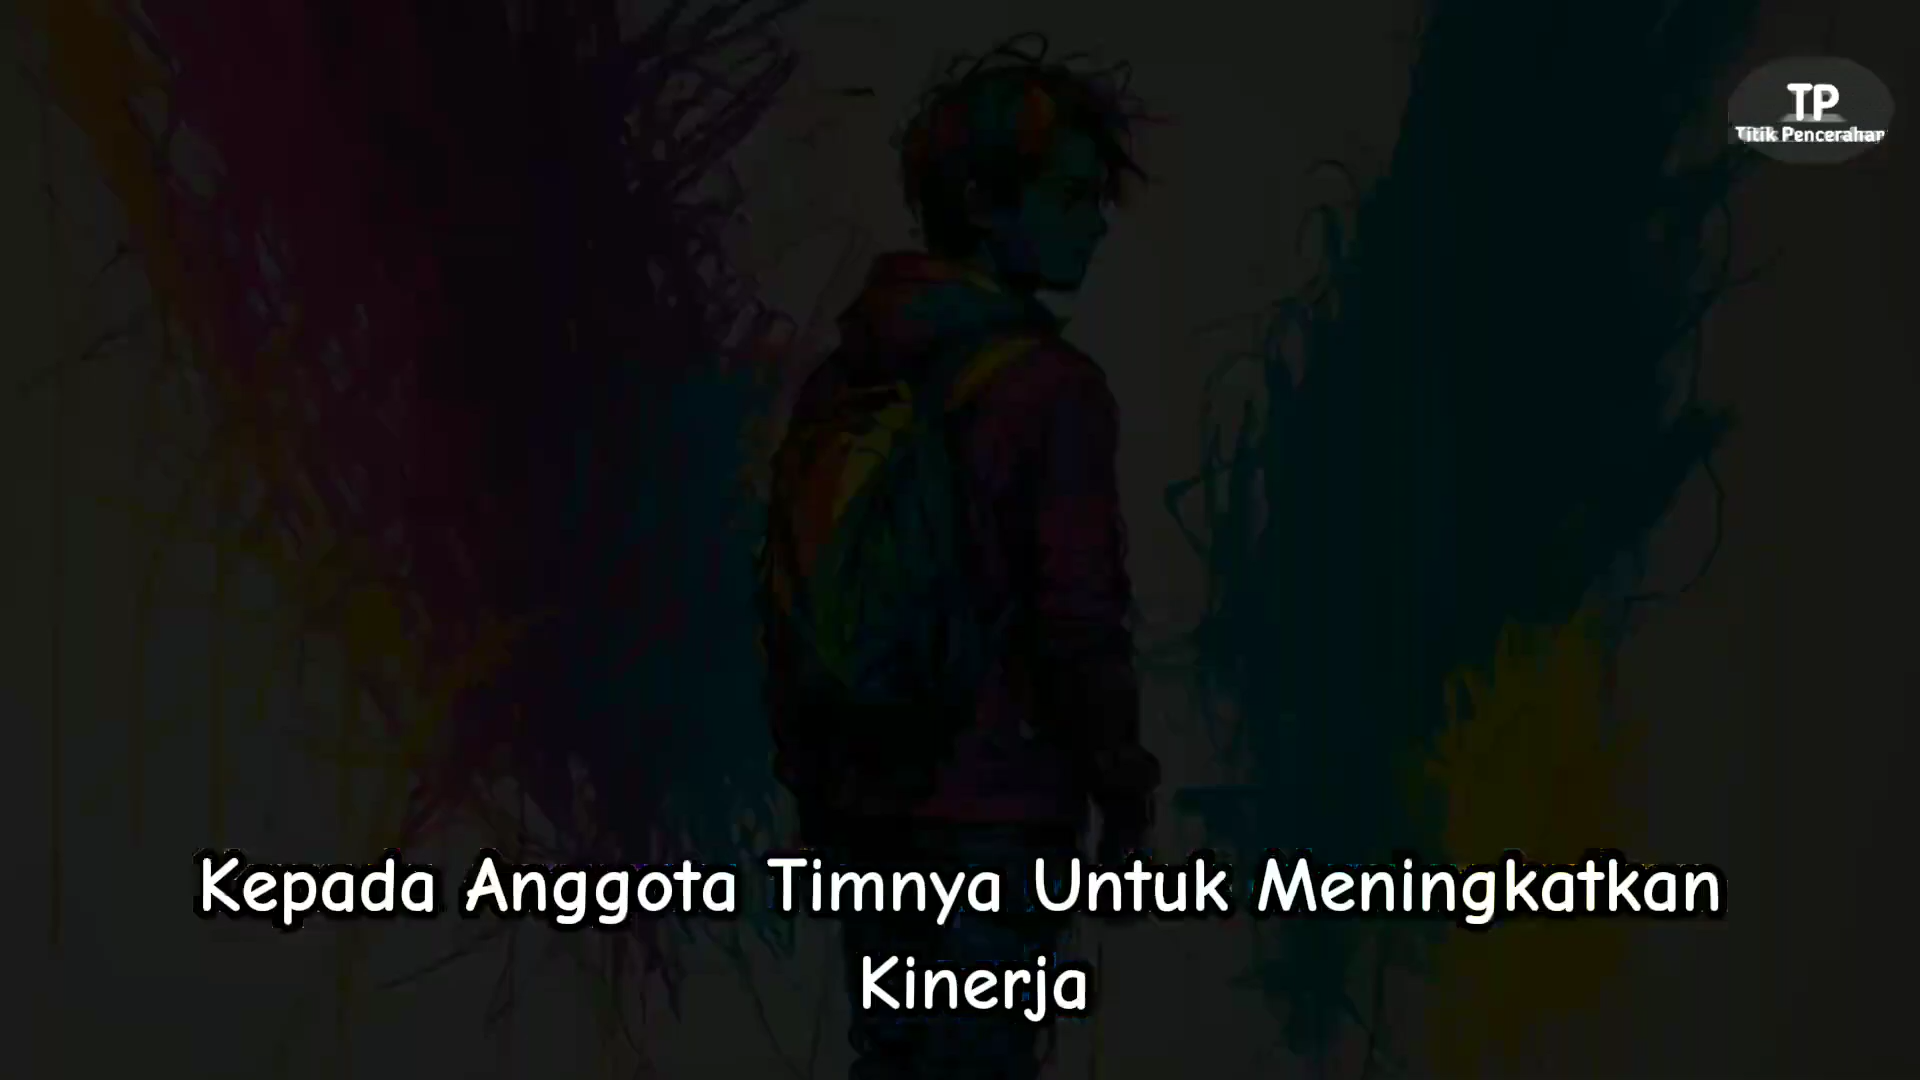 TP
Titik Pencerahan
Kepada Anggota Timnya Untuk Meningkatkan
Kinerja